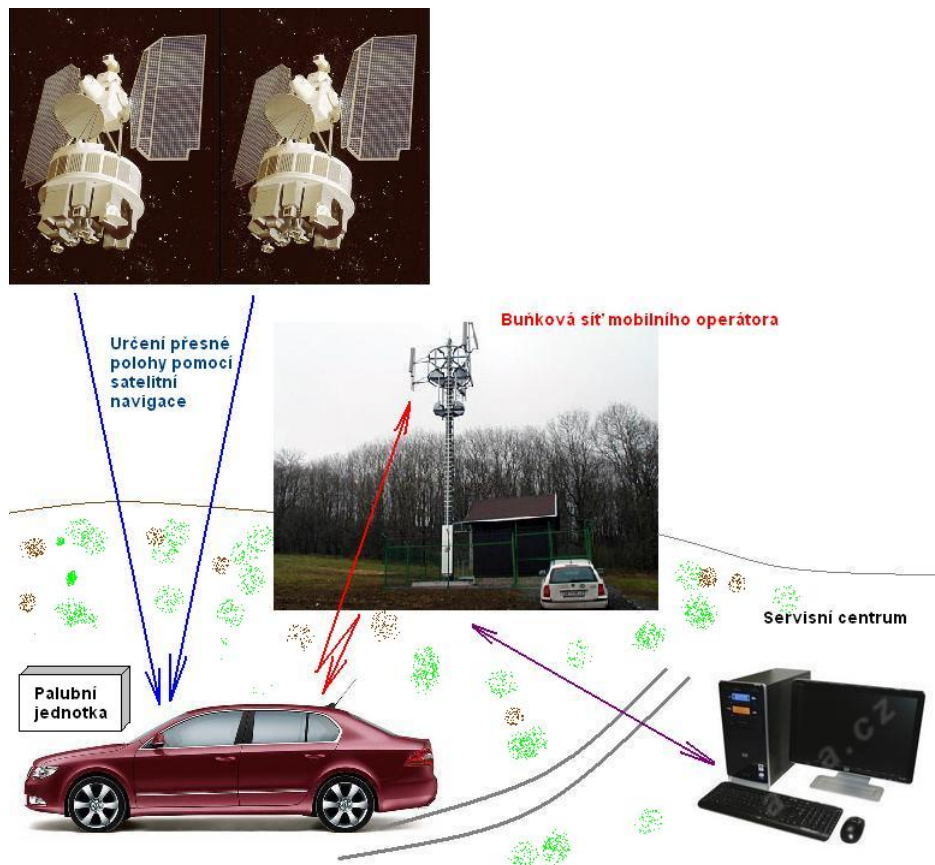 Buňková síť mobilního operátora
Určení přesné
polohy pomocí
satelitní
navigace
Servisní centrum
Palubní
jednotka